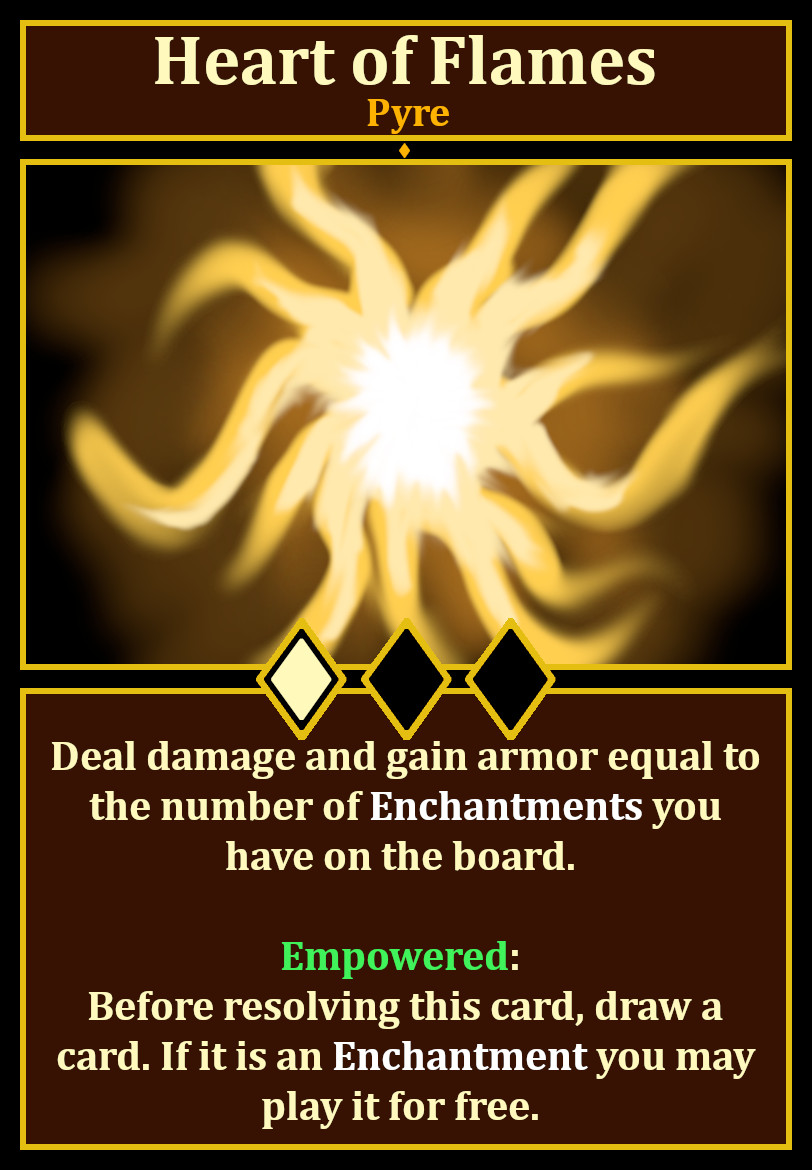 Heart of Flames
Pyre
Deal damage and gain armor equal to
the number of Enchantments you
have on the board.
Empowered:
Before resolving this card, draw a
card. If it is an Enchantment you may
play it for free.